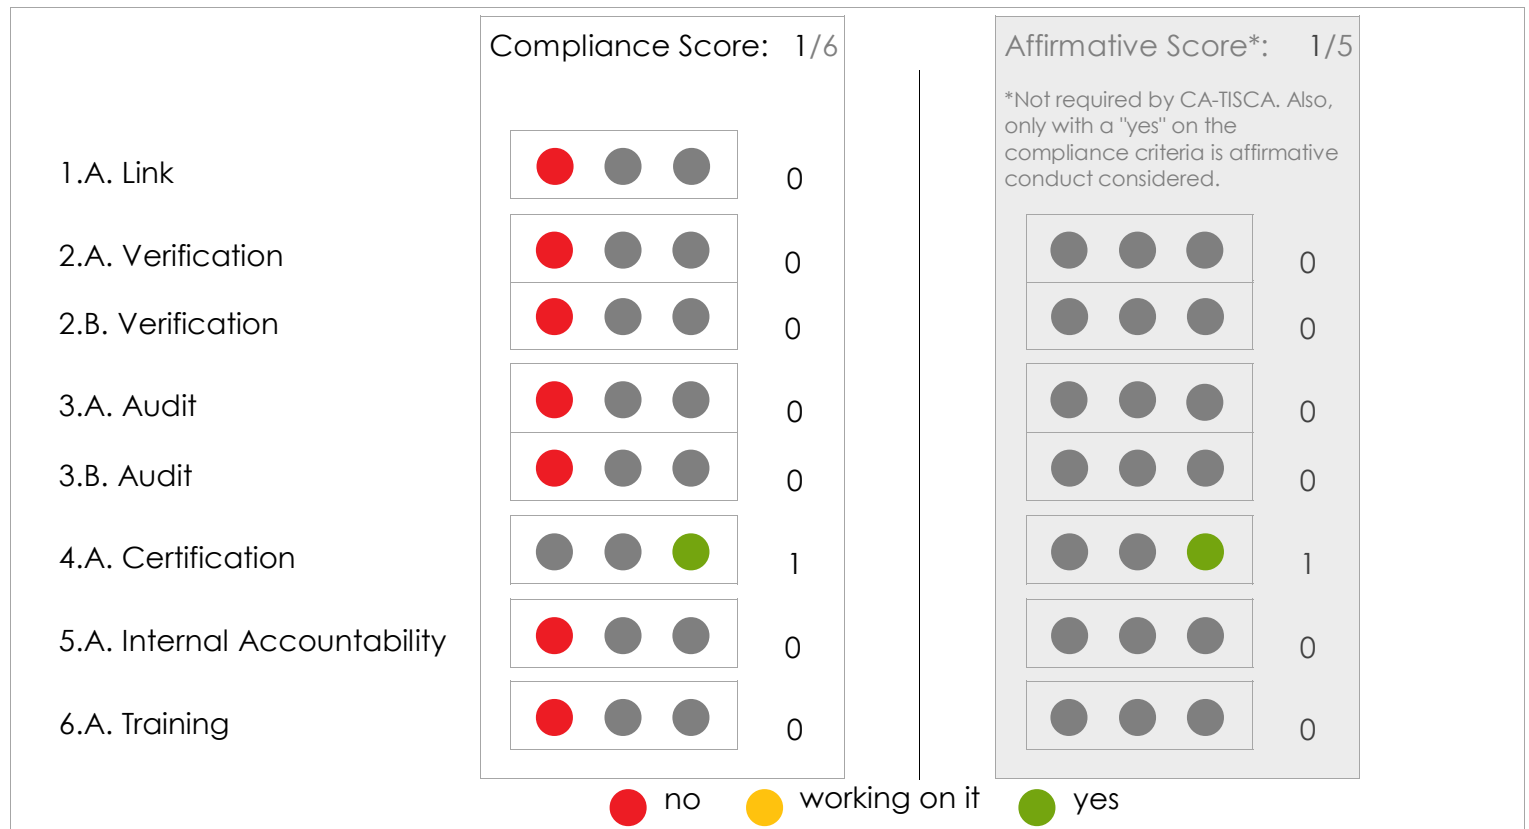 Compliance Score: 1/6
Affirmative Score*: 1/5
*Not required by CA-TISCA. Also,
only with a "yes" on the
compliance criteria is affirmative
conduct considered.
1.A. Link 0
2.A. Verification 0 0
2.B. Verification 0 0
3.A. Audit 0 0
3.B. Audit 0 0
4.A. Certification 1 1
5.A. Internal Accountability 0 0
6.A. Training 0 0
no working on it yes